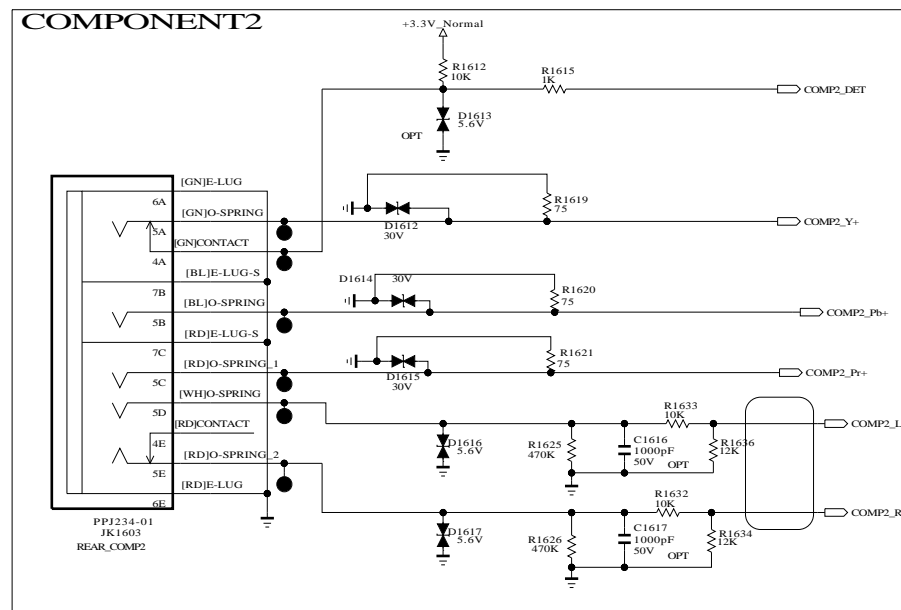 COMPONENT2
+3.3V_Normal
R1612
10K
R1615
1K
COMP2_DET
D1613
5.6V
OPT
[GN]E-LUG
6A
[GN]O-SPRING
5A
[GN]CONTACT
4A
[BL]E-LUG-S
7B
[BL]O-SPRING
5B
[RD]E-LUG-S
7C
[RD]O-SPRING_1
5C
[WH]O-SPRING
5D
[RD]CONTACT
4E
[RD]O-SPRING_2
5E
[RD]E-LUG
6E
PPJ234-01
JK1603
REAR_COMP2
R1619
75
D1612
30V
COMP2_Y+
D1614
30V
R1620
75
COMP2_Pb+
R1621
75
D1615
30V
COMP2_Pr+
R1633
10K
COMP2_L
D1616
5.6V
R1625
470K
C1616
1000pF
50V
OPT
R1636
12K
R1632
10K
COMP2_R
D1617
5.6V
R1626
470K
C1617
1000pF
50V
OPT
R1634
12K